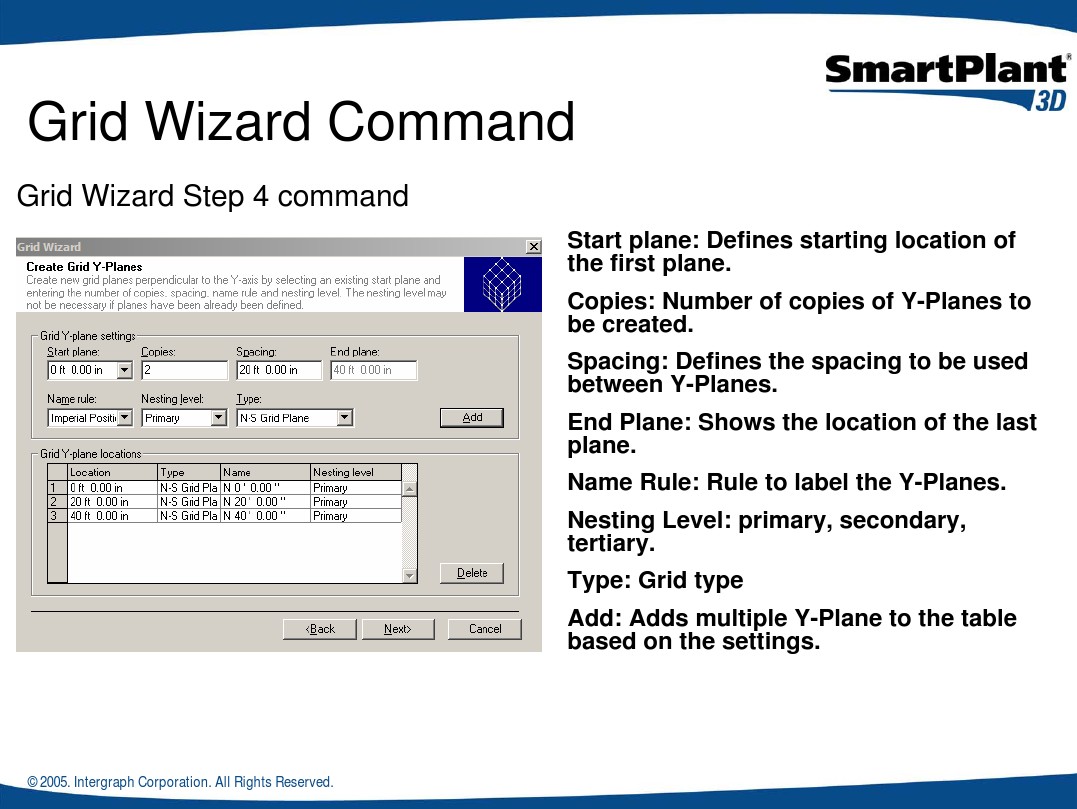 SmartPlant®
3D
Grid Wizard Command
Grid Wizard Step 4 command
Grid Wizard
Create Grid Y-Planes
Create new grid planes perpendicular to the Y-axis by selecting an existing start plane and
entering the number of copies, spacing, name rule and nesting level. The nesting level may
not be necessary if planes have been already been defined.
Grid Y-plane settings
Start plane: Copies: Spacing: End plane:
0 ft 0.00 in 2 20 ft 0.00 in 40 ft 0.00 in
Name rule: Nesting level: Type:
Imperial Positi Primary N-S Grid Plane Add
Grid Y-plane locations
Location Type Name Nesting level
1 0 ft 0.00 in N-S Grid Pla N 0 ' 0.00 " Primary
2 20 ft 0.00 in N-S Grid Pla N 20 ' 0.00 " Primary
3 40 ft 0.00 in N-S Grid Pla N 40 ' 0.00 " Primary
Delete
<Back Next> Cancel
Start plane: Defines starting location of
the first plane.
Copies: Number of copies of Y-Planes to
be created.
Spacing: Defines the spacing to be used
between Y-Planes.
End Plane: Shows the location of the last
plane.
Name Rule: Rule to label the Y-Planes.
Nesting Level: primary, secondary,
tertiary.
Type: Grid type
Add: Adds multiple Y-Plane to the table
based on the settings.
© 2005. Intergraph Corporation. All Rights Reserved.